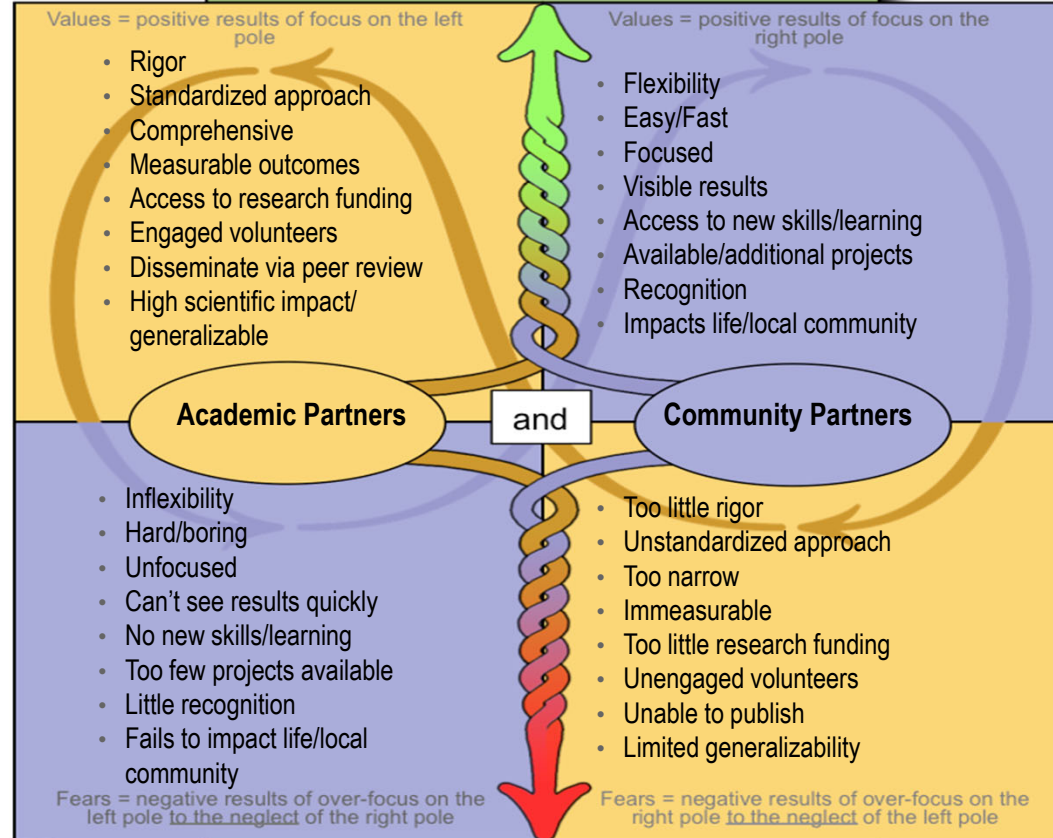 Values = positive results of focus on the left
pole
• Rigor
• Standardized approach
• Comprehensive
• Measurable outcomes
• Access to research funding
• Engaged volunteers
• Disseminate via peer review
• High scientific impact/
generalizable
Values = positive results of focus on the
right pole
• Flexibility
• Easy/Fast
• Focused
• Visible results
• Access to new skills/learning
• Available/additional projects
• Recognition
• Impacts life/local community
Academic Partners
and
Community Partners
• Inflexibility
• Hard/boring
• Unfocused
• Can't see results quickly
• No new skills/learning
• Too few projects available
• Little recognition
• Fails to impact life/local
community
Fears = negative results of over-focus on the
left pole to the neglect of the right pole
• Too little rigor
• Unstandardized approach
• Too narrow
• Immeasurable
• Too little research funding
• Unengaged volunteers
• Unable to publish
• Limited generalizability
Fears = negative results of over-focus on the
right pole to the neglect of the left pole